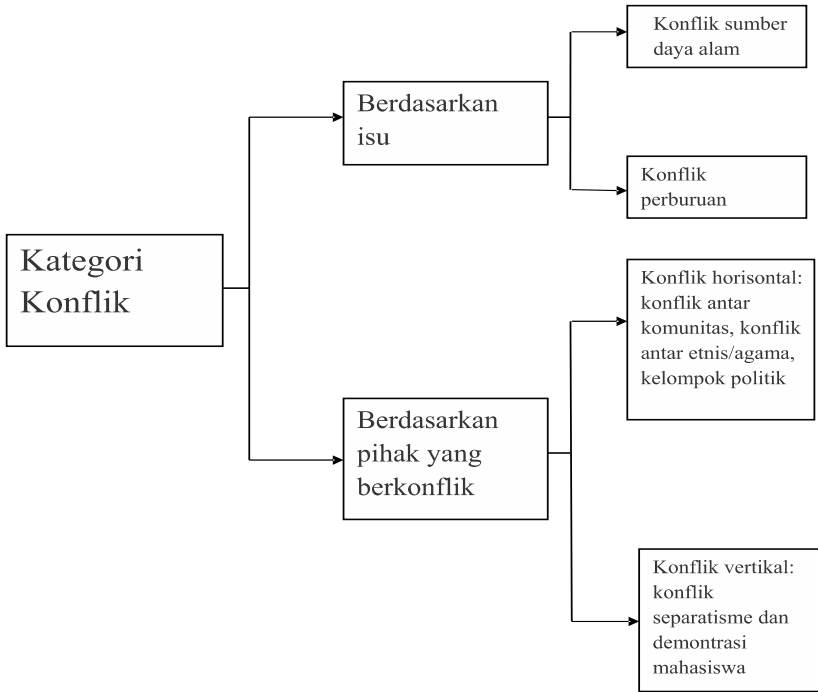 Kategori
Konflik
Berdasarkan
isu
Konflik sumber
daya alam
Konflik
perburuan
Berdasarkan
pihak yang
berkonflik
Konflik horisontal:
konflik antar
komunitas, konflik
antar etnis/agama,
kelompok politik
Konflik vertikal:
konflik
separatisme dan
demontrasi
mahasiswa